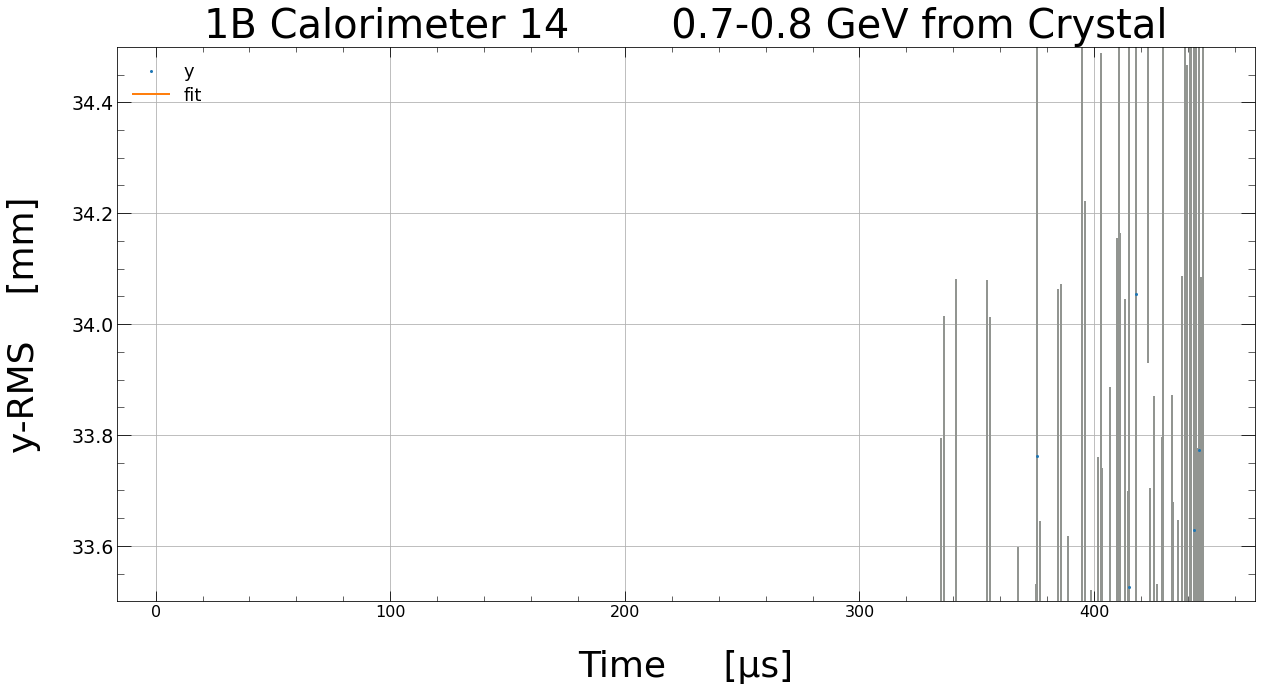 1B Calorimeter 14 0.7-0.8 GeV from Crystal
y
fit
34.4
34.2
34.0
33.8
33.6
y-RMS [mm]
0 100 200 300 400
Time [μs]